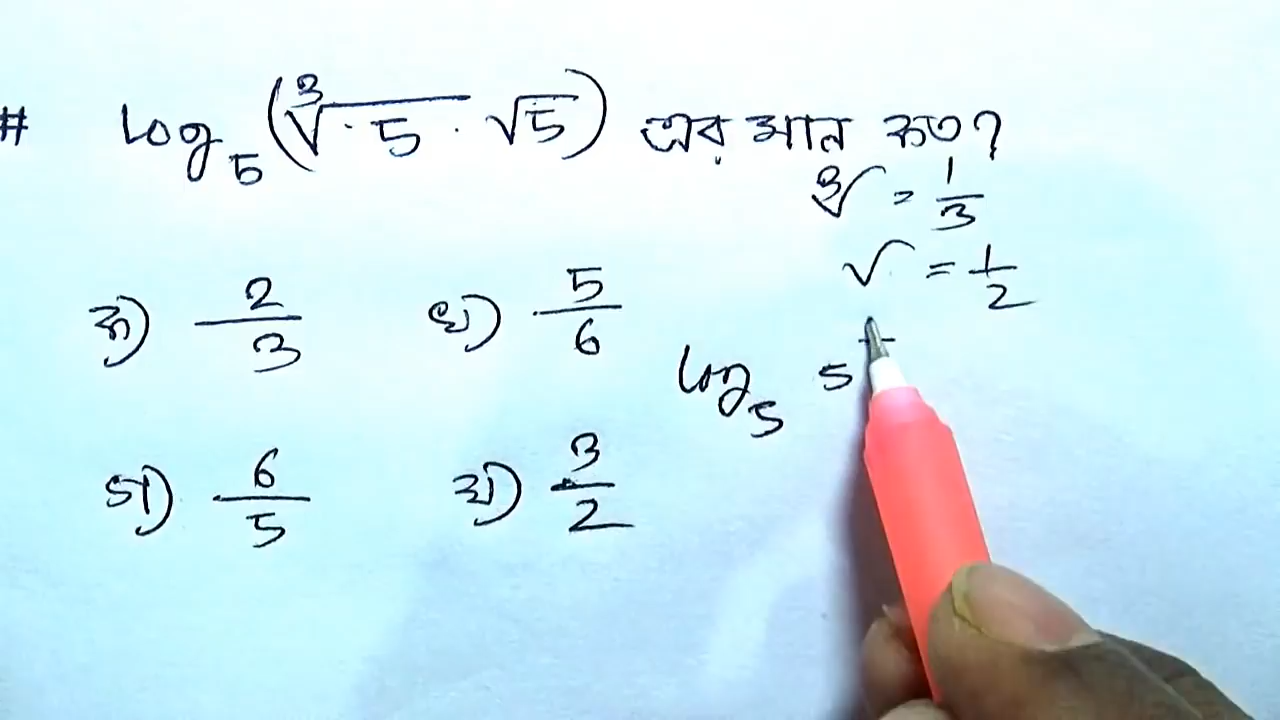 # log₅(∛5 · √5) এর মান কত?
∛ = 1/3
√ = 1/2
ক) 2/3 খ) 5/6
log₅ 5
গ) 6/5 ঘ) 3/2